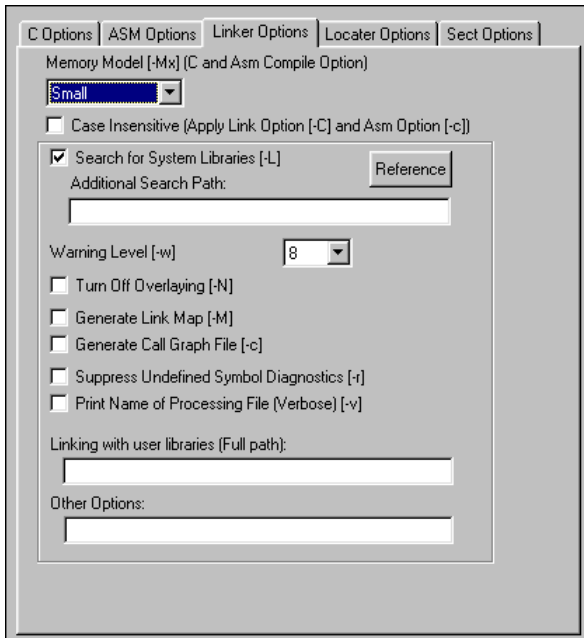 C Options ASM Options Linker Options Locater Options Sect Options
Memory Model [-Mx] (C and Asm Compile Option)
Small
Case Insensitive (Apply Link Option [-C] and Asm Option [-c])
Search for System Libraries [-L]
Reference
Additional Search Path:
Warning Level [-w] 8
Turn Off Overlaying [-N]
Generate Link Map [-M]
Generate Call Graph File [-c]
Suppress Undefined Symbol Diagnostics [-r]
Print Name of Processing File (Verbose) [-v]
Linking with user libraries (Full path):
Other Options: